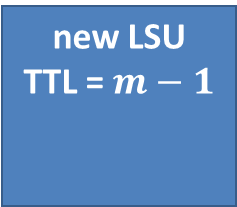 new LSU
TTL = m − 1